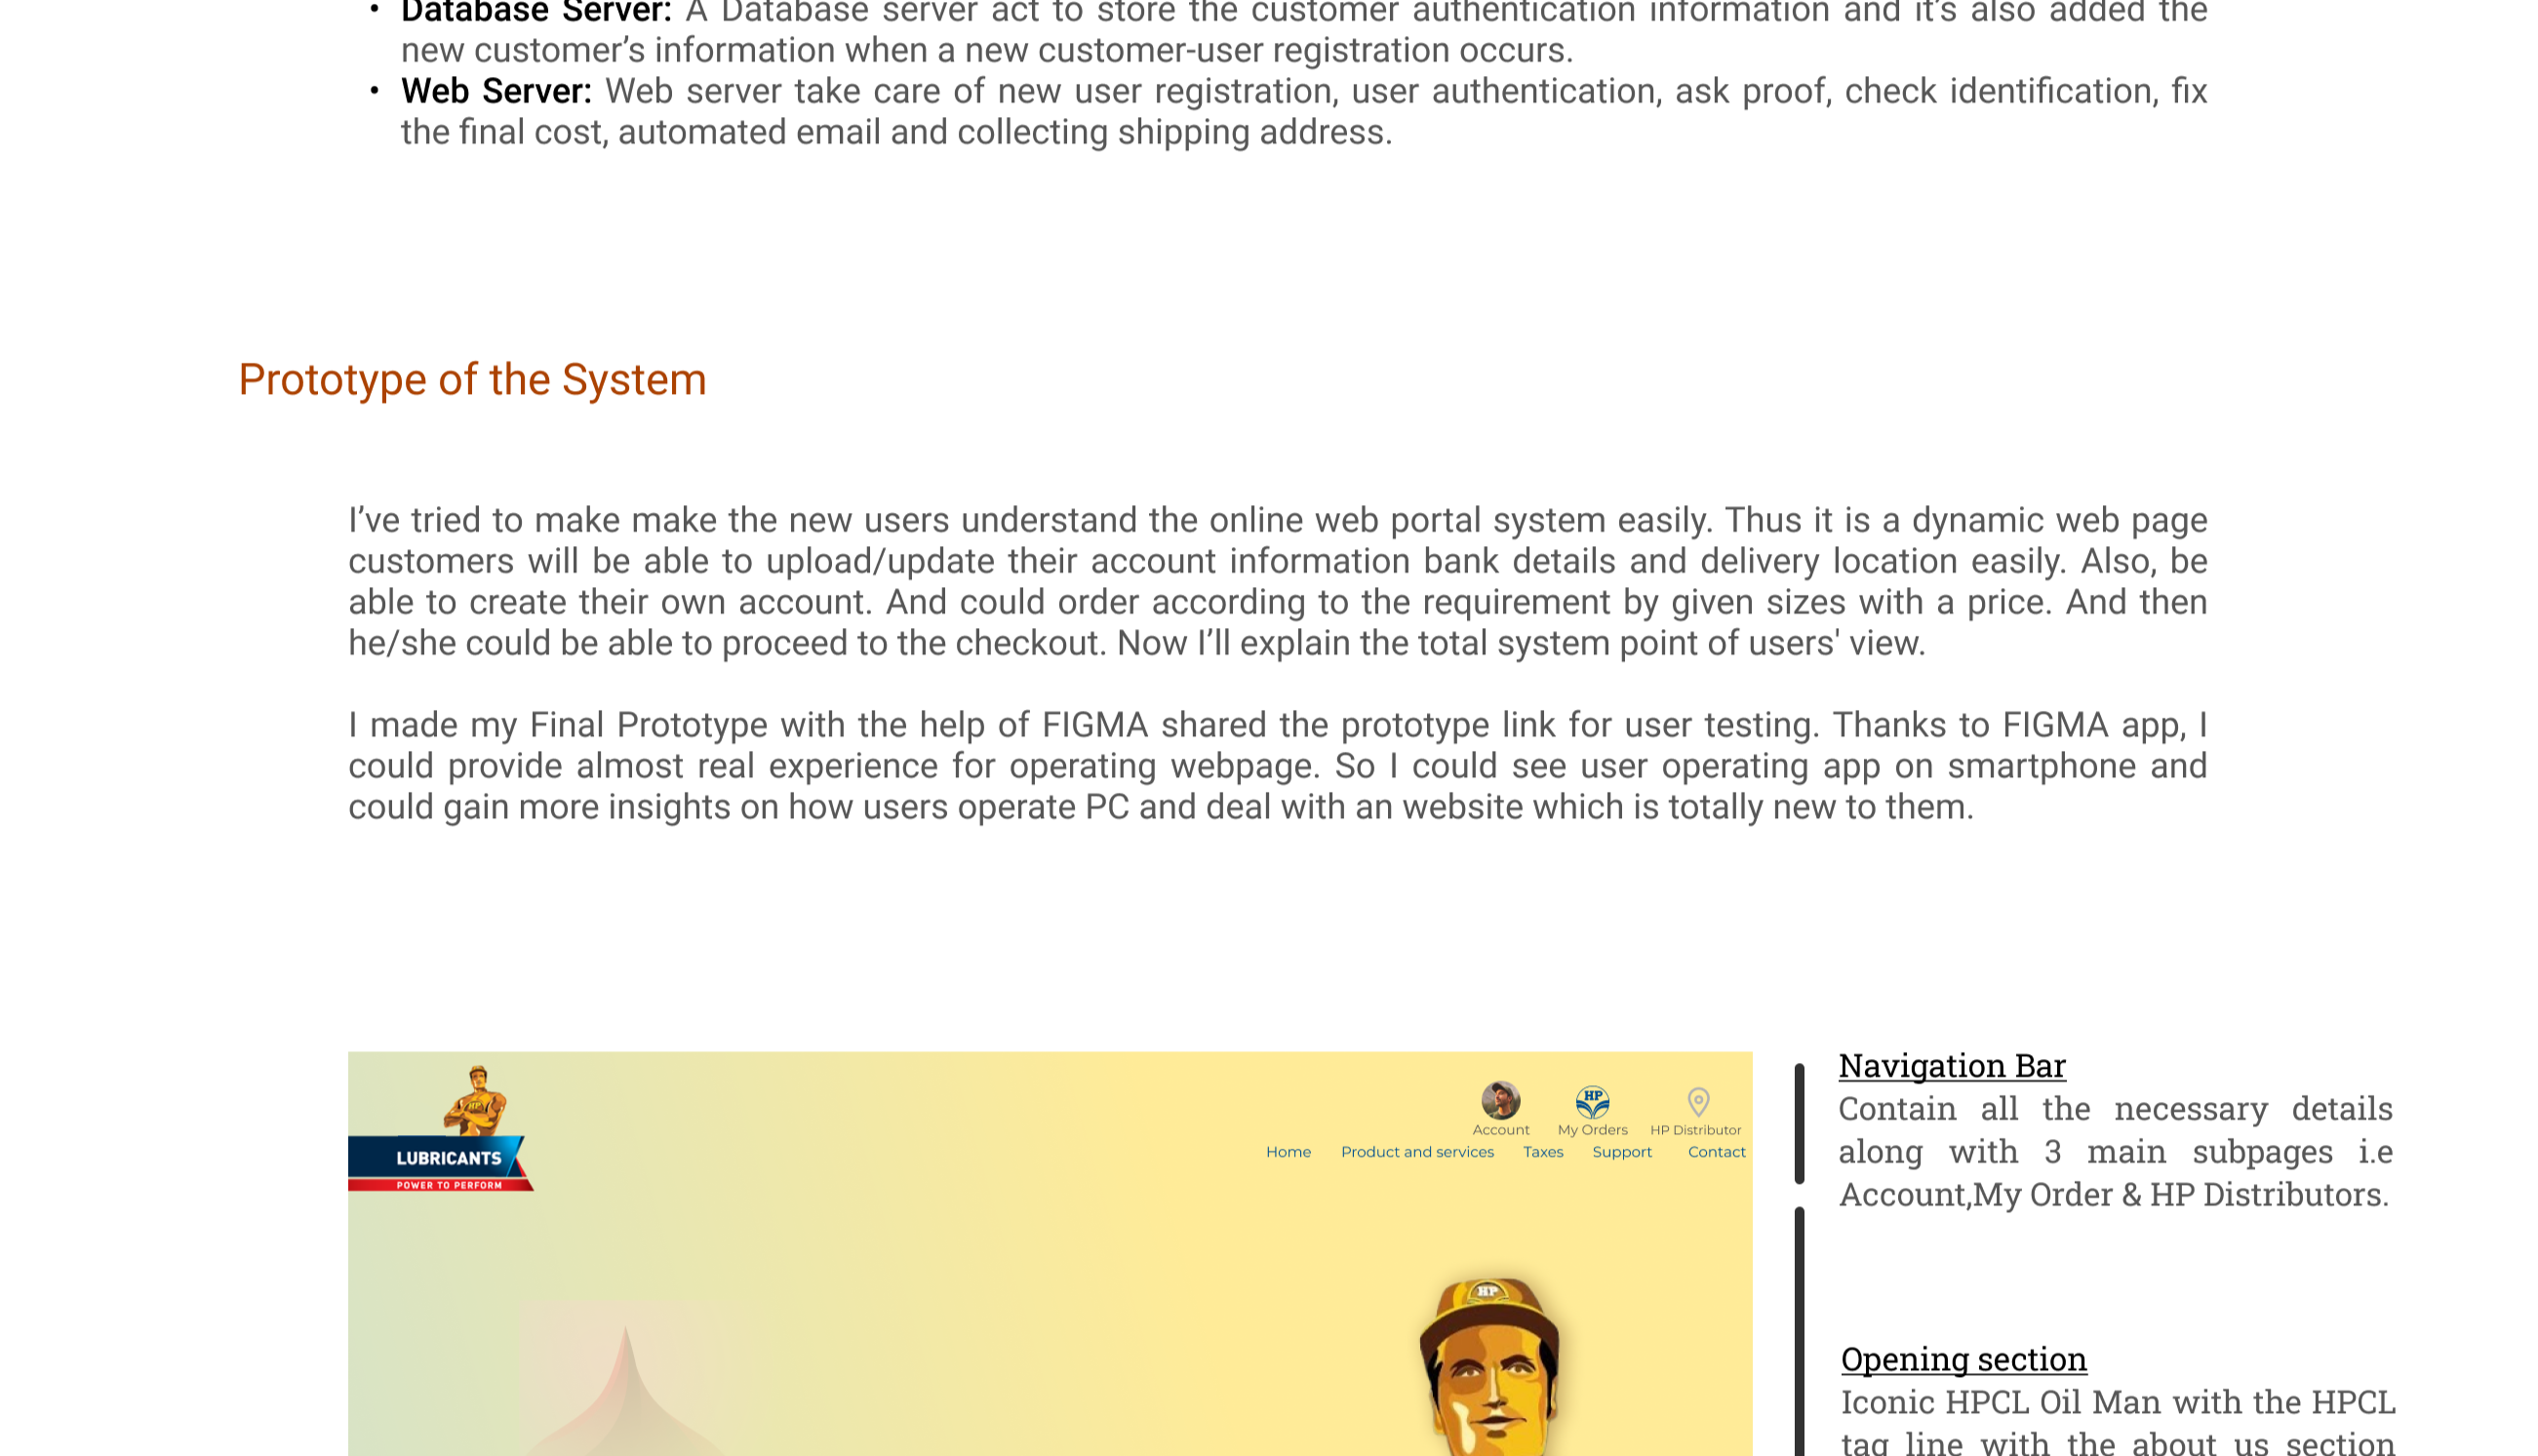 • Database Server: A Database server act to store the customer authentication information and it's also added the
new customer’s information when a new customer-user registration occurs.
• Web Server: Web server take care of new user registration, user authentication, ask proof, check identification, fix
the final cost, automated email and collecting shipping address.
Prototype of the System
I’ve tried to make make the new users understand the online web portal system easily. Thus it is a dynamic web page
customers will be able to upload/update their account information bank details and delivery location easily. Also, be
able to create their own account. And could order according to the requirement by given sizes with a price. And then
he/she could be able to proceed to the checkout. Now I’ll explain the total system point of users' view.
I made my Final Prototype with the help of FIGMA shared the prototype link for user testing. Thanks to FIGMA app, I
could provide almost real experience for operating webpage. So I could see user operating app on smartphone and
could gain more insights on how users operate PC and deal with an website which is totally new to them.
HP
LUBRICANTS
POWER TO PERFORM
HP
Account My Orders HP Distributor
Home Product and services Taxes Support Contact
HP
Navigation Bar
Contain all the necessary details
along with 3 main subpages i.e
Account,My Order & HP Distributors.
Opening section
Iconic HPCL Oil Man with the HPCL
tag line with the about us section